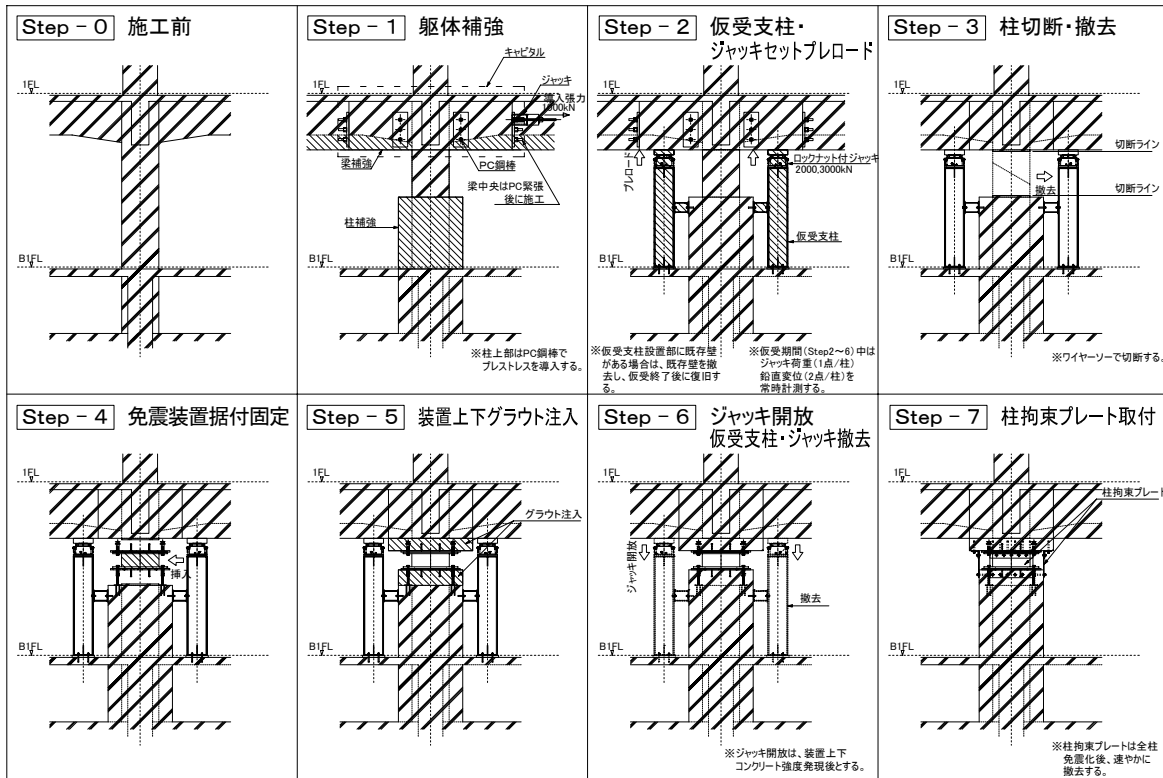 Step - 0 施工前
1FL
B1FL
Step - 1 躯体補強
キャピタル
ジャッキ
導入張力
1000kN
1FL
梁補強
PC鋼棒
梁中央はPC緊張
後に施工
柱補強
B1FL
※柱上部はPC鋼棒で
プレストレスを導入する。
Step - 2 仮受支柱・
ジャッキセットプレロード
1FL
プレロード
ロックナット付ジャッキ
2000,3000kN
仮受支柱
B1FL
※仮受支柱設置部に既存壁
がある場合は、既存壁を撤
去し、仮受終了後に復旧す
る。
※仮受期間(Step2～6)中は
ジャッキ荷重(1点/柱)
鉛直変位(2点/柱)を
常時計測する。
Step - 3 柱切断・撤去
1FL
切断ライン
撤去
切断ライン
B1FL
※ワイヤーソーで切断する。
Step - 4 免震装置据付固定
1FL
挿入
B1FL
Step - 5 装置上下グラウト注入
1FL
グラウト注入
B1FL
Step - 6 ジャッキ開放
仮受支柱・ジャッキ撤去
1FL
ジャッキ開放
撤去
B1FL
※ジャッキ開放は、装置上下
コンクリート強度発現後とする。
Step - 7 柱拘束プレート取付
1FL
柱拘束プレート
B1FL
※柱拘束プレートは全柱
免震化後、速やかに
撤去する。